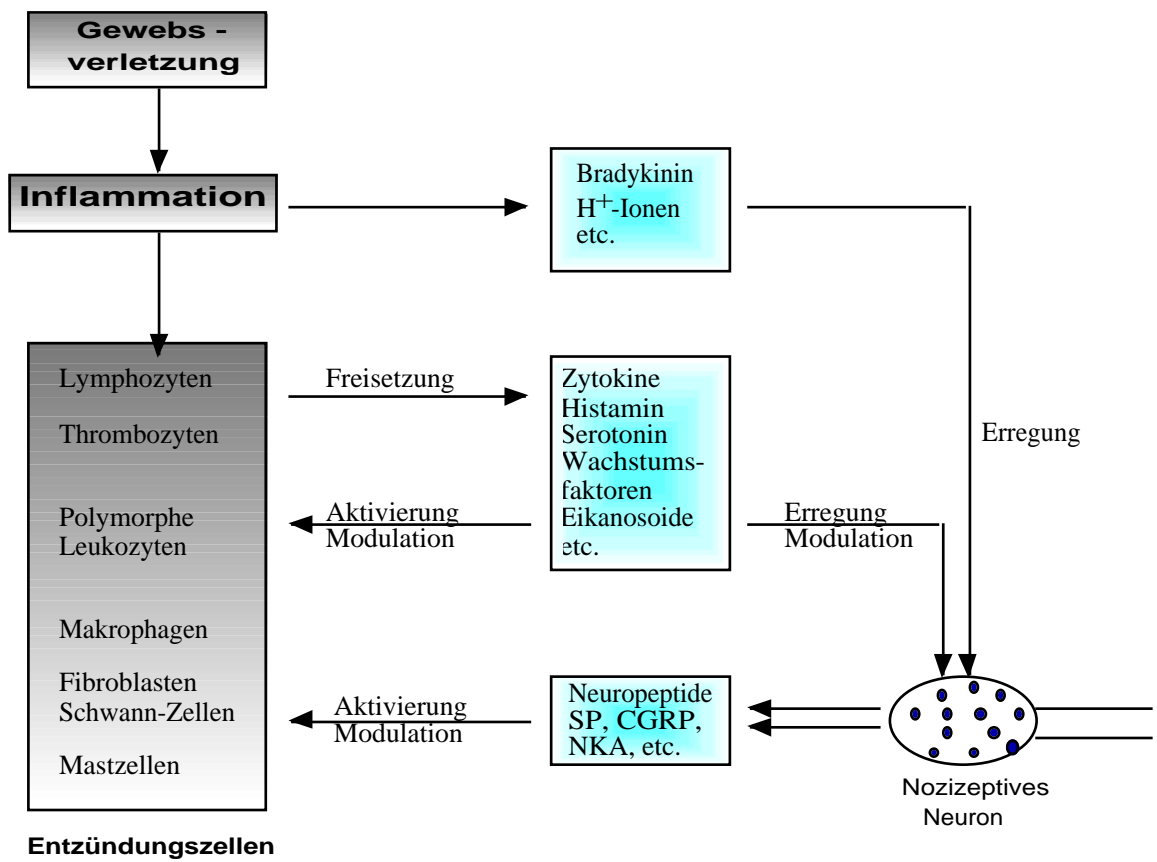 Gewebs -
verletzung
Inflammation
Bradykinin
H+-Ionen
etc.
Lymphozyten
Thrombozyten
Polymorphe
Leukozyten
Makrophagen
Fibroblasten
Schwann-Zellen
Mastzellen
Entzündungszellen
Freisetzung
Aktivierung
Modulation
Zytokine
Histamin
Serotonin
Wachstums-
faktoren
Eikanosoide
etc.
Erregung
Modulation
Erregung
Aktivierung
Modulation
Neuropeptide
SP, CGRP,
NKA, etc.
Nozizeptives
Neuron